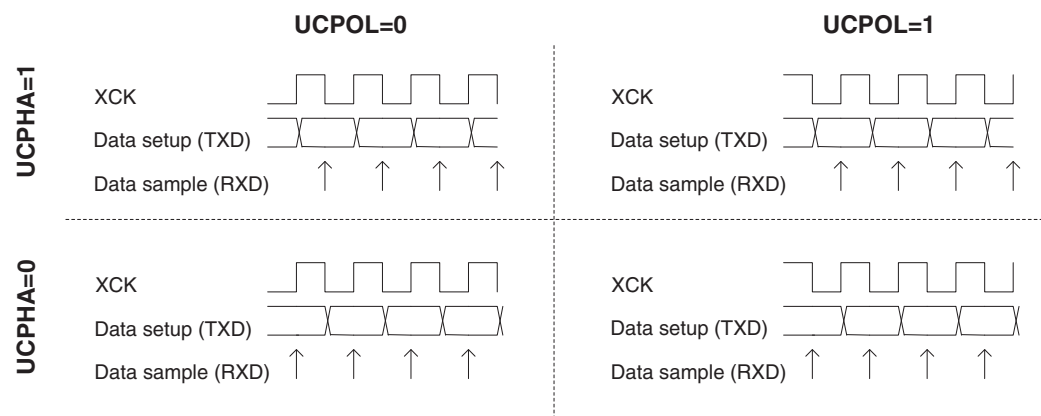 UCPOL=0
UCPOL=1
UCPHA=1
XCK
Data setup (TXD)
Data sample (RXD)
XCK
Data setup (TXD)
Data sample (RXD)
UCPHA=0
XCK
Data setup (TXD)
Data sample (RXD)
XCK
Data setup (TXD)
Data sample (RXD)